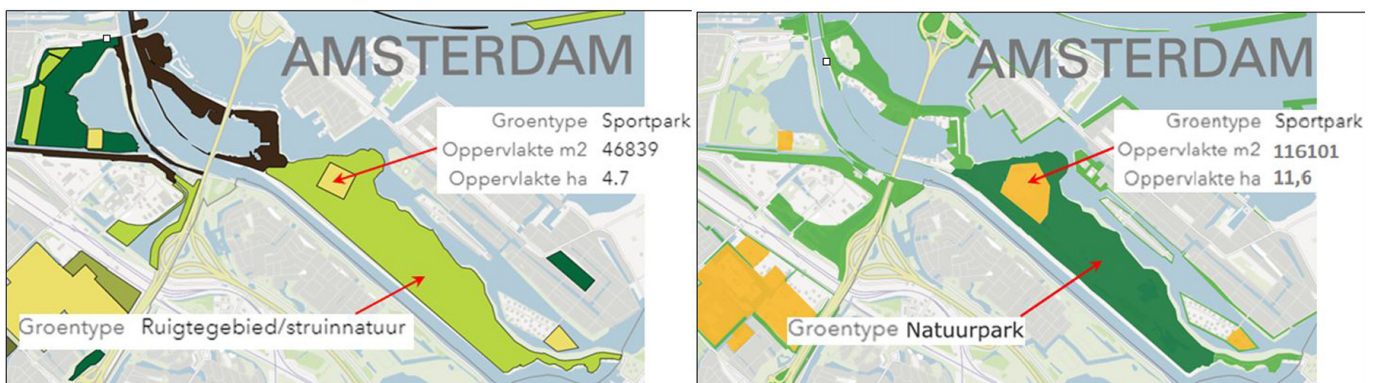 AMSTERDAM
Groentype Sportpark
Oppervlakte m2 46839
Oppervlakte ha 4.7
Groentype Ruigtegebied/struinnatuur
AMSTERDAM
Groentype Sportpark
Oppervlakte m2 116101
Oppervlakte ha 11,6
Groentype Natuurpark